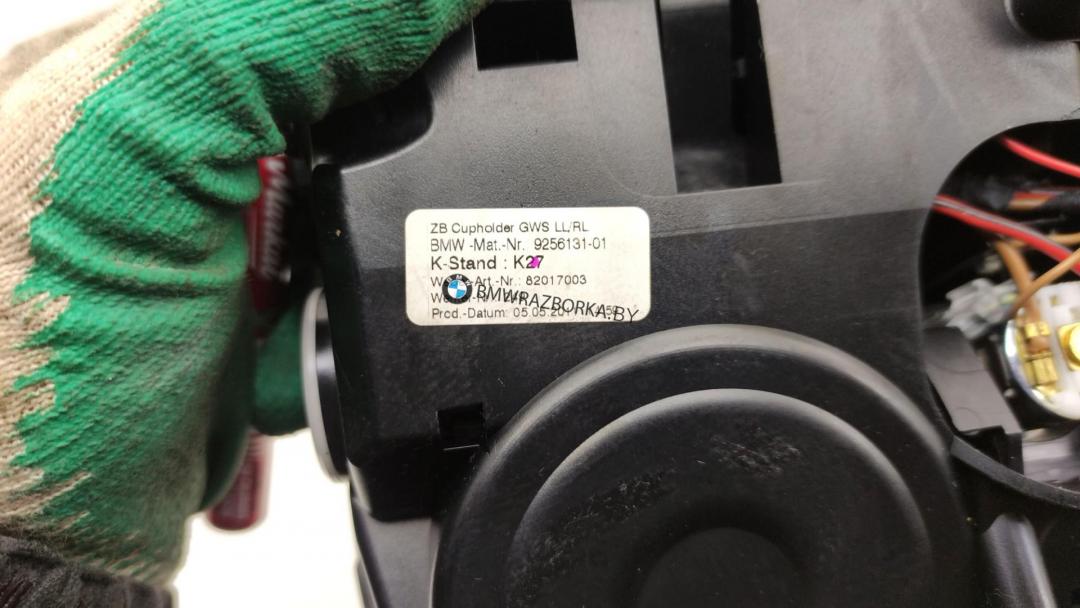 ZB Cupholder GWS LL/RL
BMW -Mat.-Nr. 9256131-01
K-Stand : K27
Art.-Nr.: 82017003
BMWRAZBORKA.BY
Prod.-Datum: 05.05.201